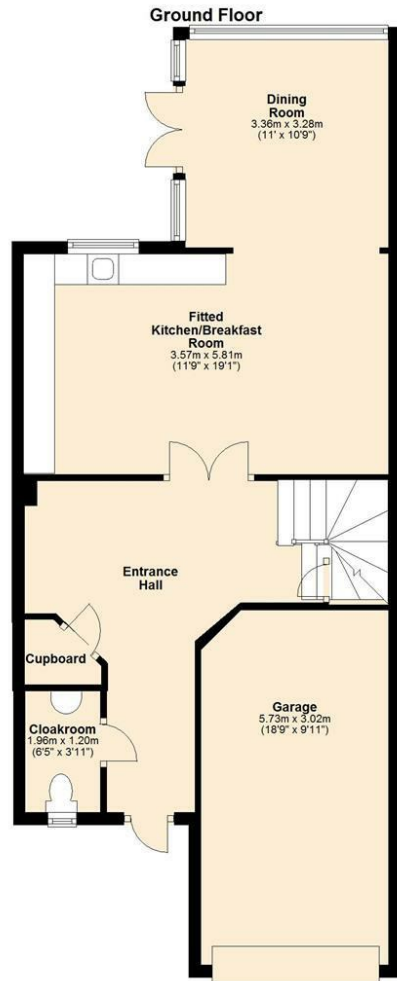 Ground Floor
Dining
Room
3.36m x 3.28m
(11' x 10'9")
Fitted
Kitchen/Breakfast
Room
3.57m x 5.81m
(11'9" x 19'1")
Entrance
Hall
Cupboard
Cloakroom
1.96m x 1.20m
(6'5" x 3'11")
Garage
5.73m x 3.02m
(18'9" x 9'11")